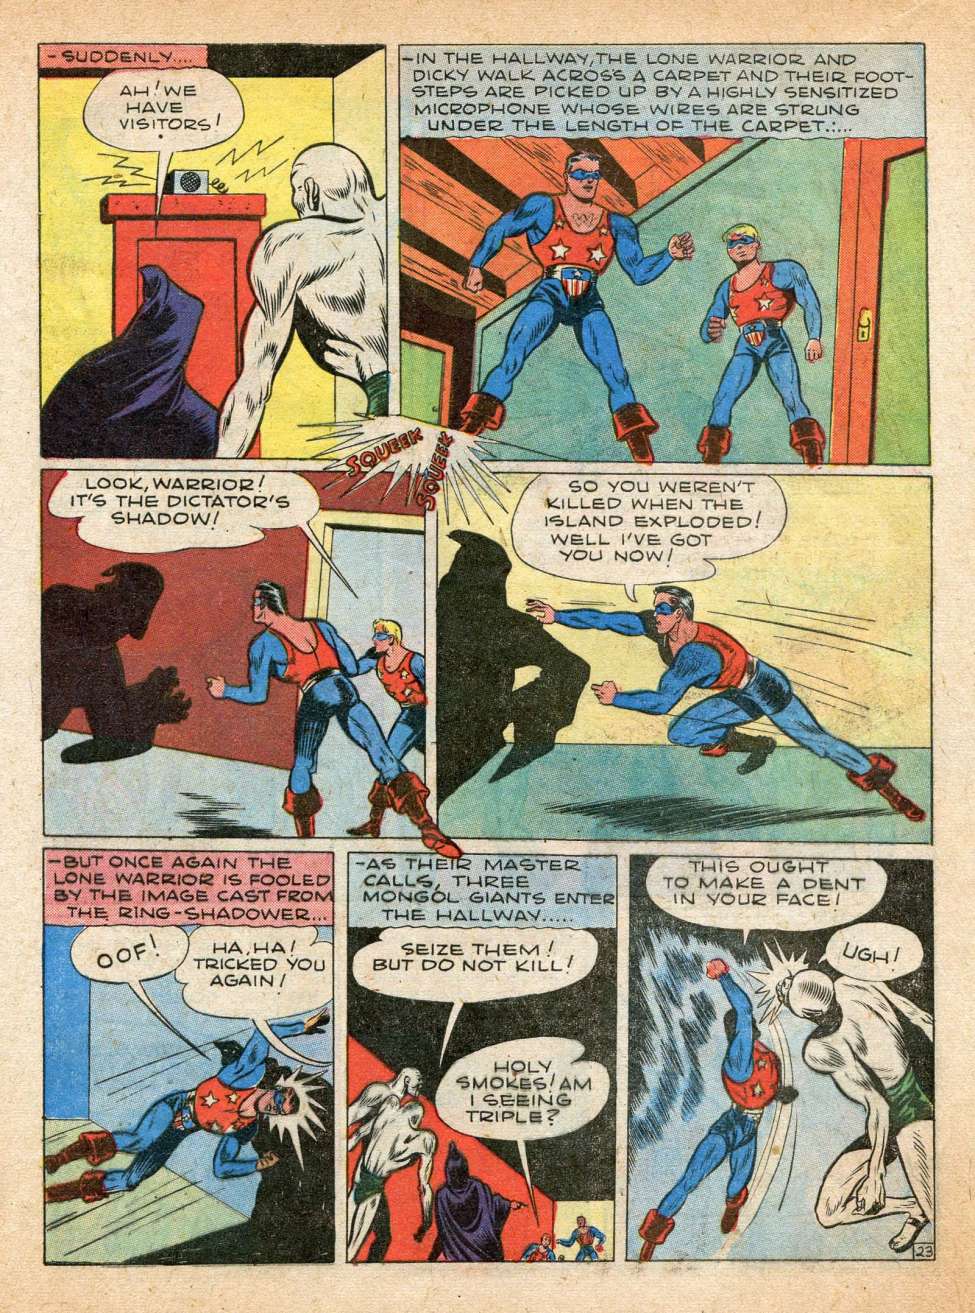 -SUDDENLY....
AH! WE
HAVE
VISITORS!
-IN THE HALLWAY, THE LONE WARRIOR AND
DICKY WALK ACROSS A CARPET AND THEIR FOOT-
STEPS ARE PICKED UP BY A HIGHLY SENSITIZED
MICROPHONE WHOSE WIRES ARE STRUNG
UNDER THE LENGTH OF THE CARPET.....
SQUEEK
SQUEEK
LOOK, WARRIOR!
IT'S THE DICTATOR'S
SHADOW!
SO YOU WEREN'T
KILLED WHEN THE
ISLAND EXPLODED!
WELL I'VE GOT
YOU NOW!
-BUT ONCE AGAIN THE
LONE WARRIOR IS FOOLED
BY THE IMAGE CAST FROM
THE RING-SHADOWER...
OOF!
HA, HA!
TRICKED YOU
AGAIN!
-AS THEIR MASTER
CALLS, THREE
MONGOL GIANTS ENTER
THE HALLWAY.....
SEIZE THEM!
BUT DO NOT KILL!
HOLY
SMOKES! AM
I SEEING
TRIPLE?
THIS OUGHT
TO MAKE A DENT
IN YOUR FACE!
UGH!
23